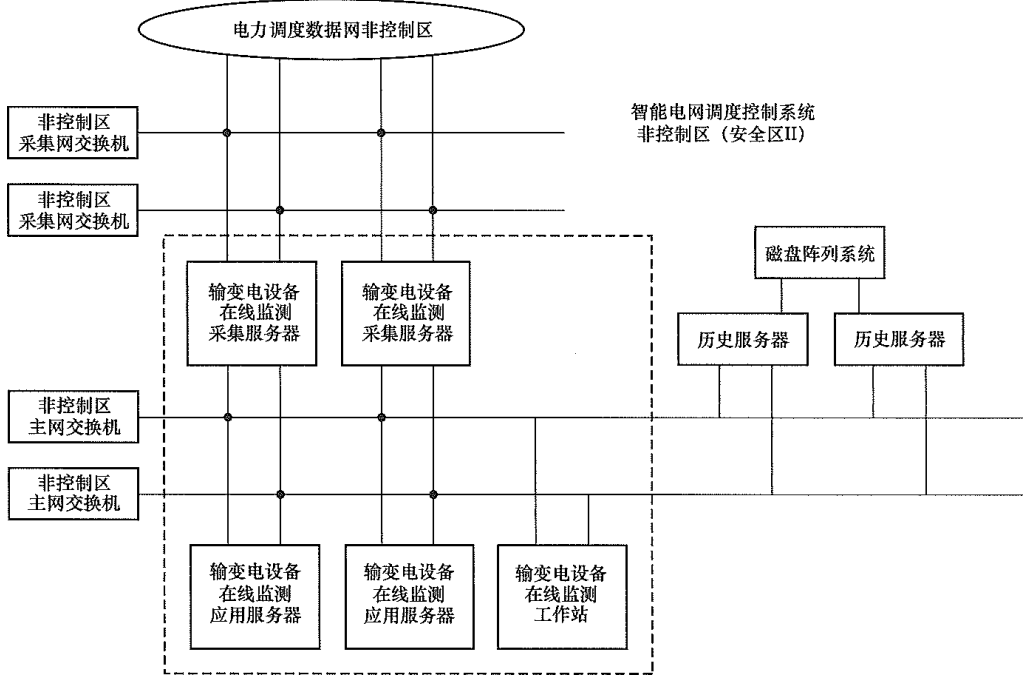 电力调度数据网非控制区
非控制区
采集网交换机
智能电网调度控制系统
非控制区（安全区II）
非控制区
采集网交换机
磁盘阵列系统
输变电设备
在线监测
采集服务器
输变电设备
在线监测
采集服务器
历史服务器
历史服务器
非控制区
主网交换机
非控制区
主网交换机
输变电设备
在线监测
应用服务器
输变电设备
在线监测
应用服务器
输变电设备
在线监测
工作站